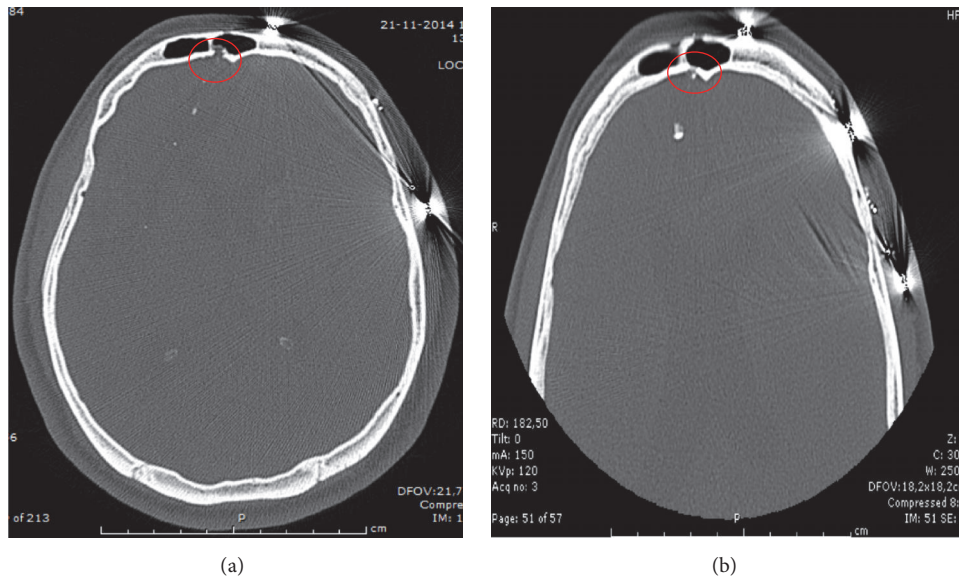 84
21-11-2014 1
13
LOC
6
of 213
P
cm
DFOV:21,7
Compre
IM: 1
(a)
HF
R
RD: 182,50
Tilt: 0
mA: 150
KVp: 120
Acq no: 3
Page: 51 of 57
P
cm
Z:
C: 30
W: 250
DFOV:18,2x18,2c
Compressed 8:
IM: 51 SE:
(b)